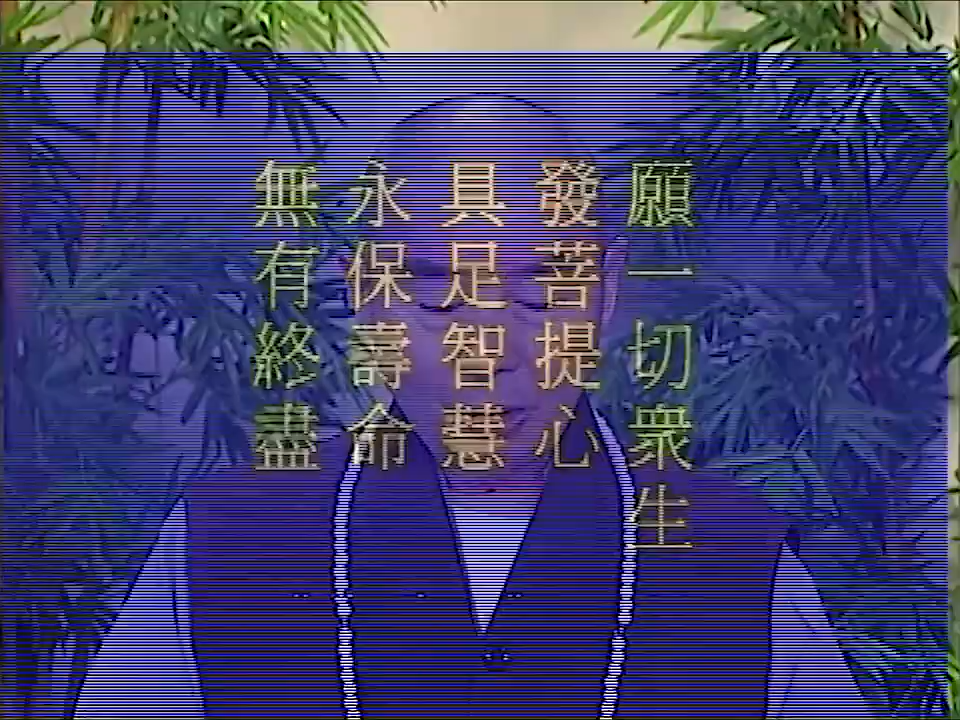 願一切衆生
發菩提心
具足智慧
永保壽命
無有終盡